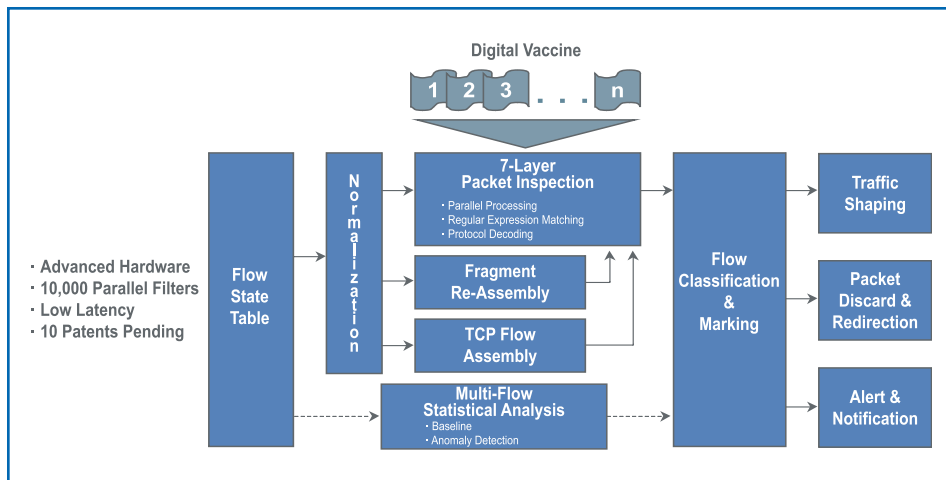 Digital Vaccine
1 2 3 . . . n
· Advanced Hardware
· 10,000 Parallel Filters
· Low Latency
· 10 Patents Pending
Flow
State
Table
Normalization
7-Layer
Packet Inspection
· Parallel Processing
· Regular Expression Matching
· Protocol Decoding
Fragment
Re-Assembly
TCP Flow
Assembly
Multi-Flow
Statistical Analysis
· Baseline
· Anomaly Detection
Flow
Classification
&
Marking
Traffic
Shaping
Packet
Discard &
Redirection
Alert &
Notification